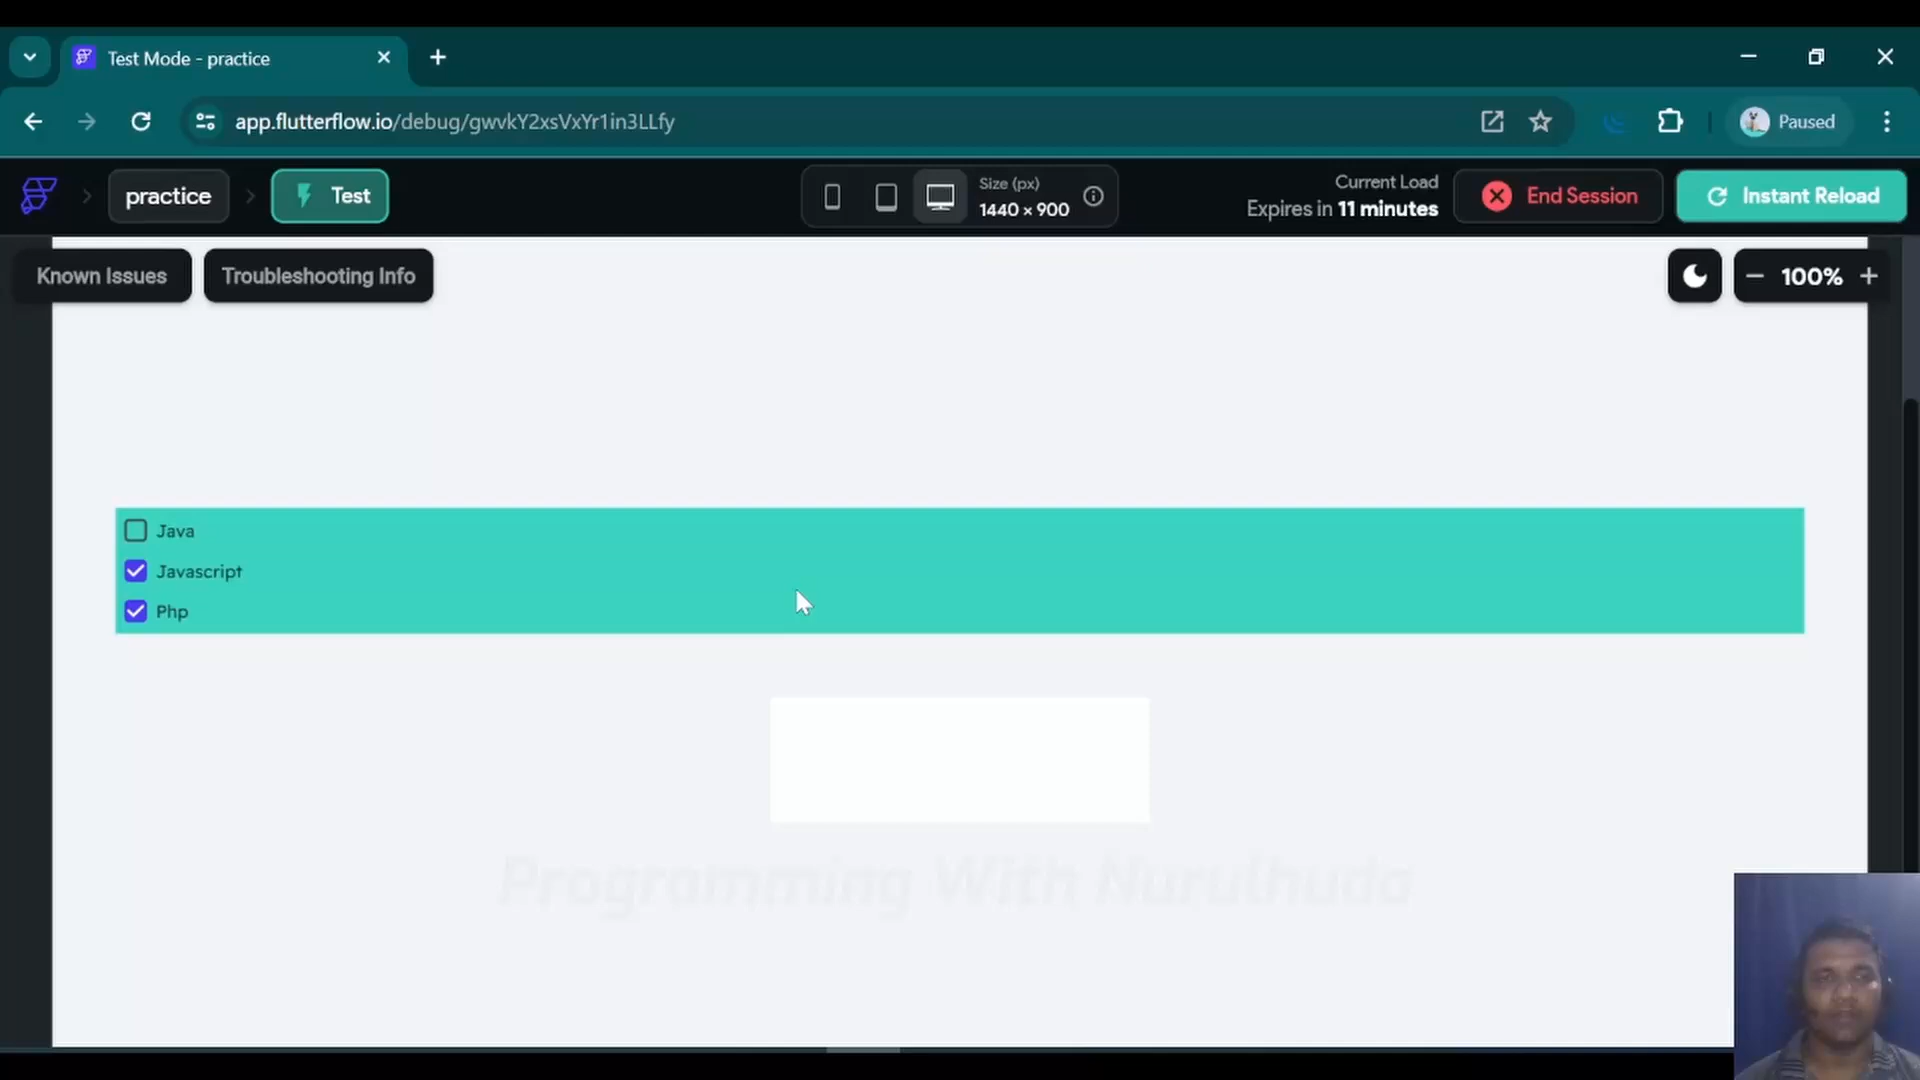 Test Mode - practice
app.flutterflow.io/debug/gwvkY2xsVxYr1in3LLfy
Paused
practice
Test
Size (px)
1440 × 900
Current Load
Expires in 11 minutes
End Session
Instant Reload
Known Issues
Troubleshooting Info
100%
Java
Javascript
Php
Programming With Nurulhuda